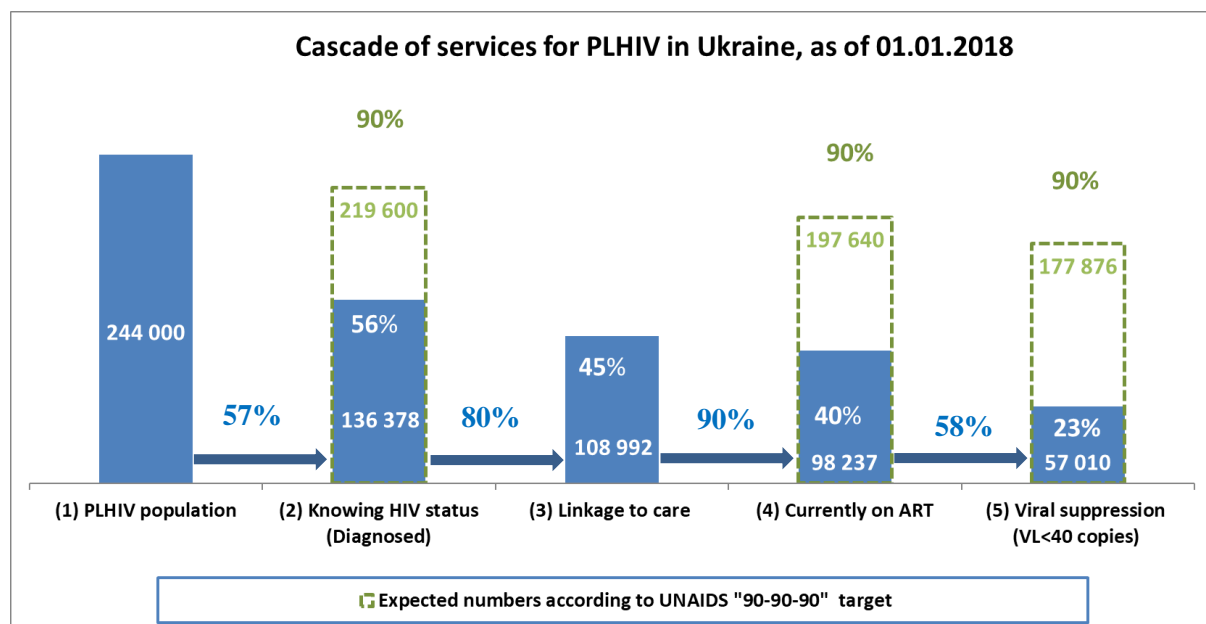 Cascade of services for PLHIV in Ukraine, as of 01.01.2018
90%
90%
90%
219 600
197 640
177 876
244 000
56%
45%
40%
23%
57%
80%
90%
58%
136 378
108 992
98 237
57 010
(1) PLHIV population
(2) Knowing HIV status
(Diagnosed)
(3) Linkage to care
(4) Currently on ART
(5) Viral suppression
(VL<40 copies)
Expected numbers according to UNAIDS "90-90-90" target